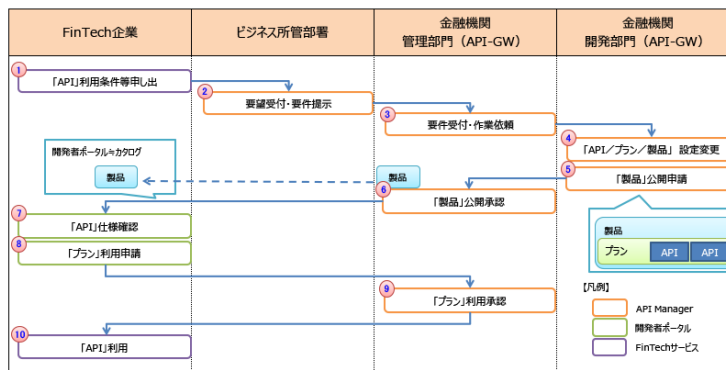 FinTech企業
ビジネス所管部署
金融機関
管理部門（API-GW）
金融機関
開発部門（API-GW）
1
「API」利用条件等申し出
2
要望受付・要件提示
3
要件受付・作業依頼
4
「API／プラン／製品」 設定変更
5
「製品」公開申請
開発者ポータル≒カタログ
製品
製品
6
「製品」公開承認
7
「API」仕様確認
8
「プラン」利用申請
製品
プラン
API
API
9
「プラン」利用承認
10
「API」利用
【凡例】
API Manager
開発者ポータル
FinTechサービス